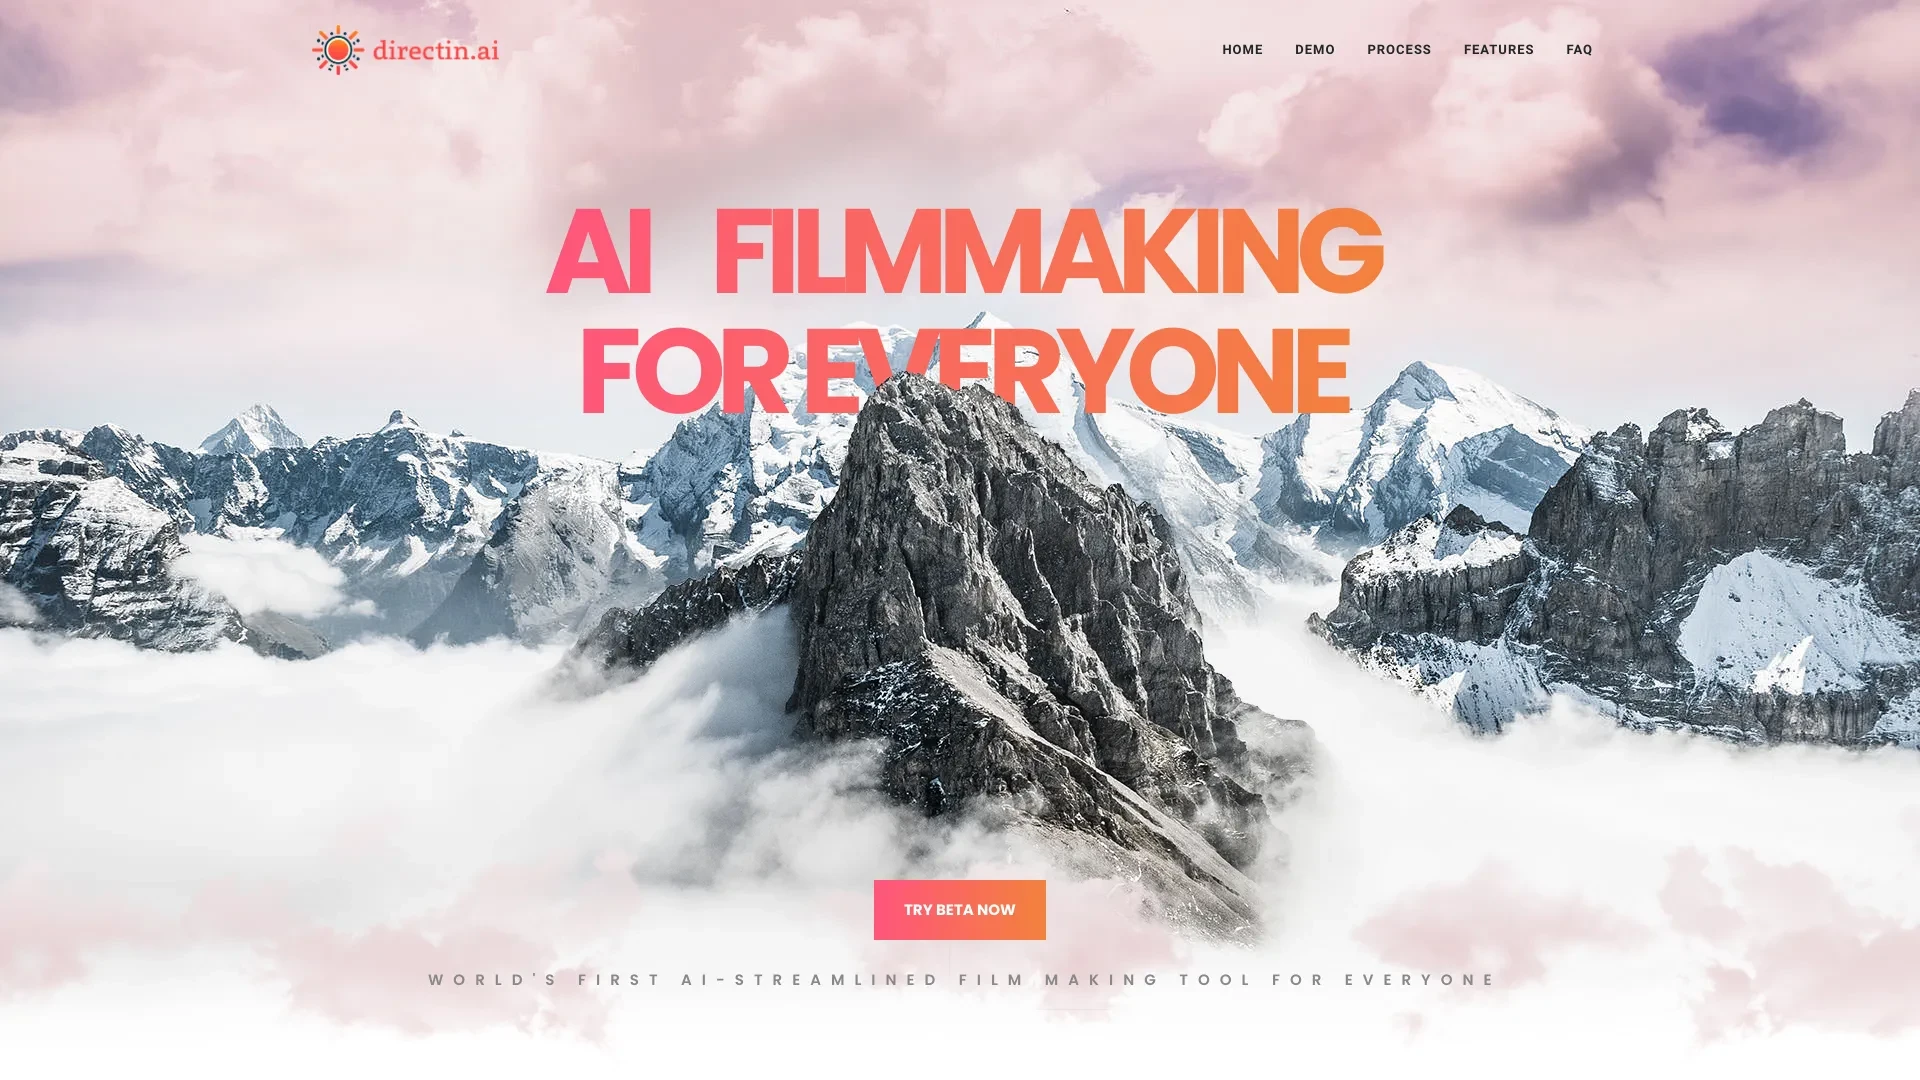 directin.ai
HOME DEMO PROCESS FEATURES FAQ
AI FILMMAKING
FOR EVERYONE
TRY BETA NOW
WORLD'S FIRST AI-STREAMLINED FILM MAKING TOOL FOR EVERYONE